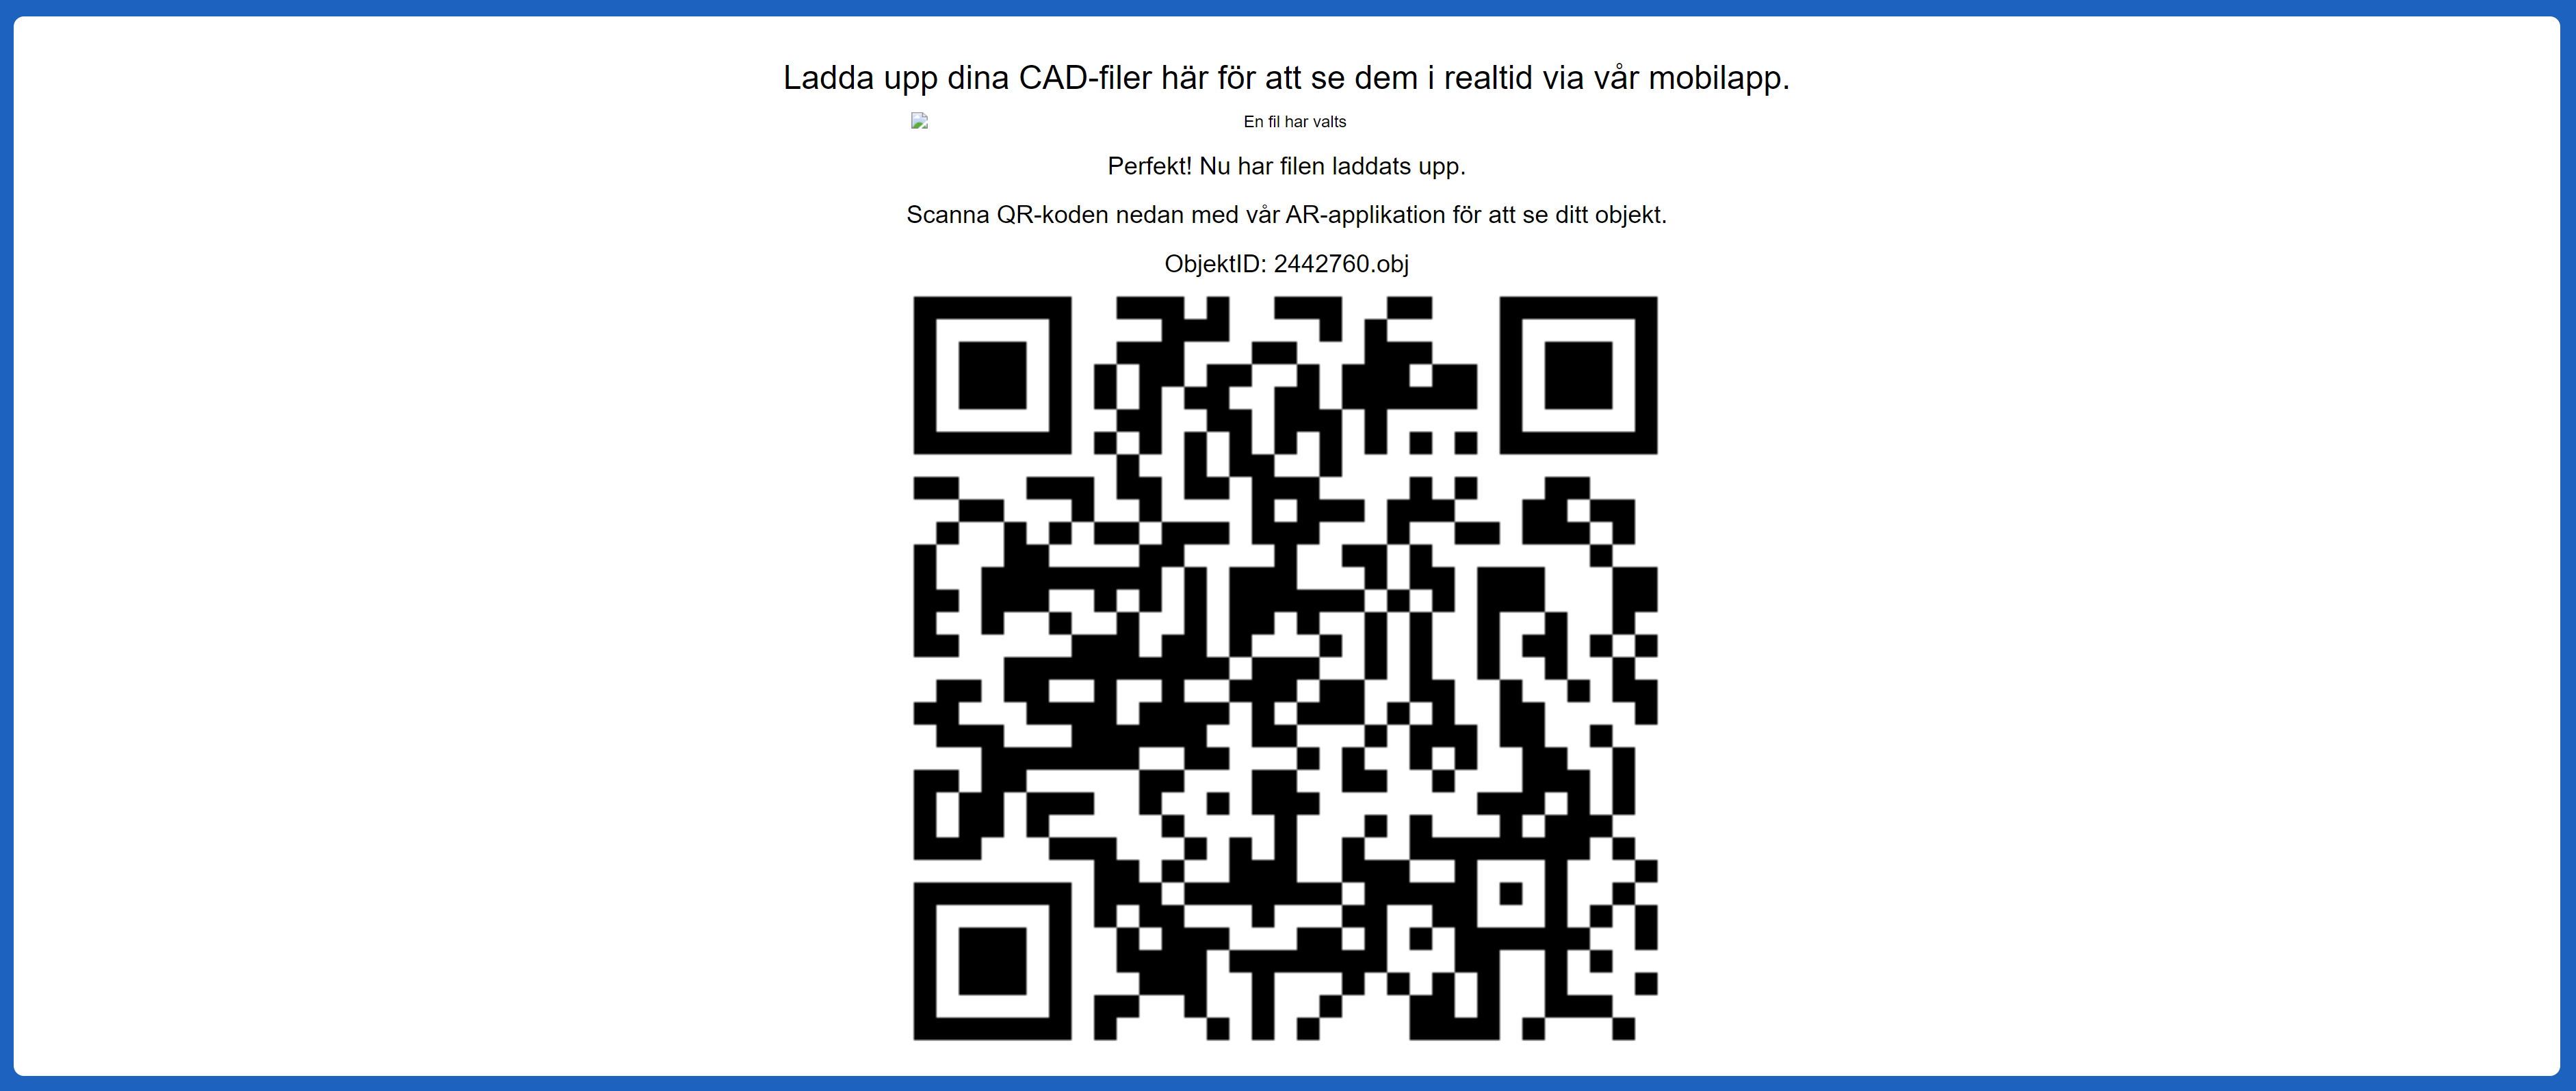 Ladda upp dina CAD-filer här för att se dem i realtid via vår mobilapp.
En fil har valts
Perfekt! Nu har filen laddats upp.
Scanna QR-koden nedan med vår AR-applikation för att se ditt objekt.
ObjektID: 2442760.obj